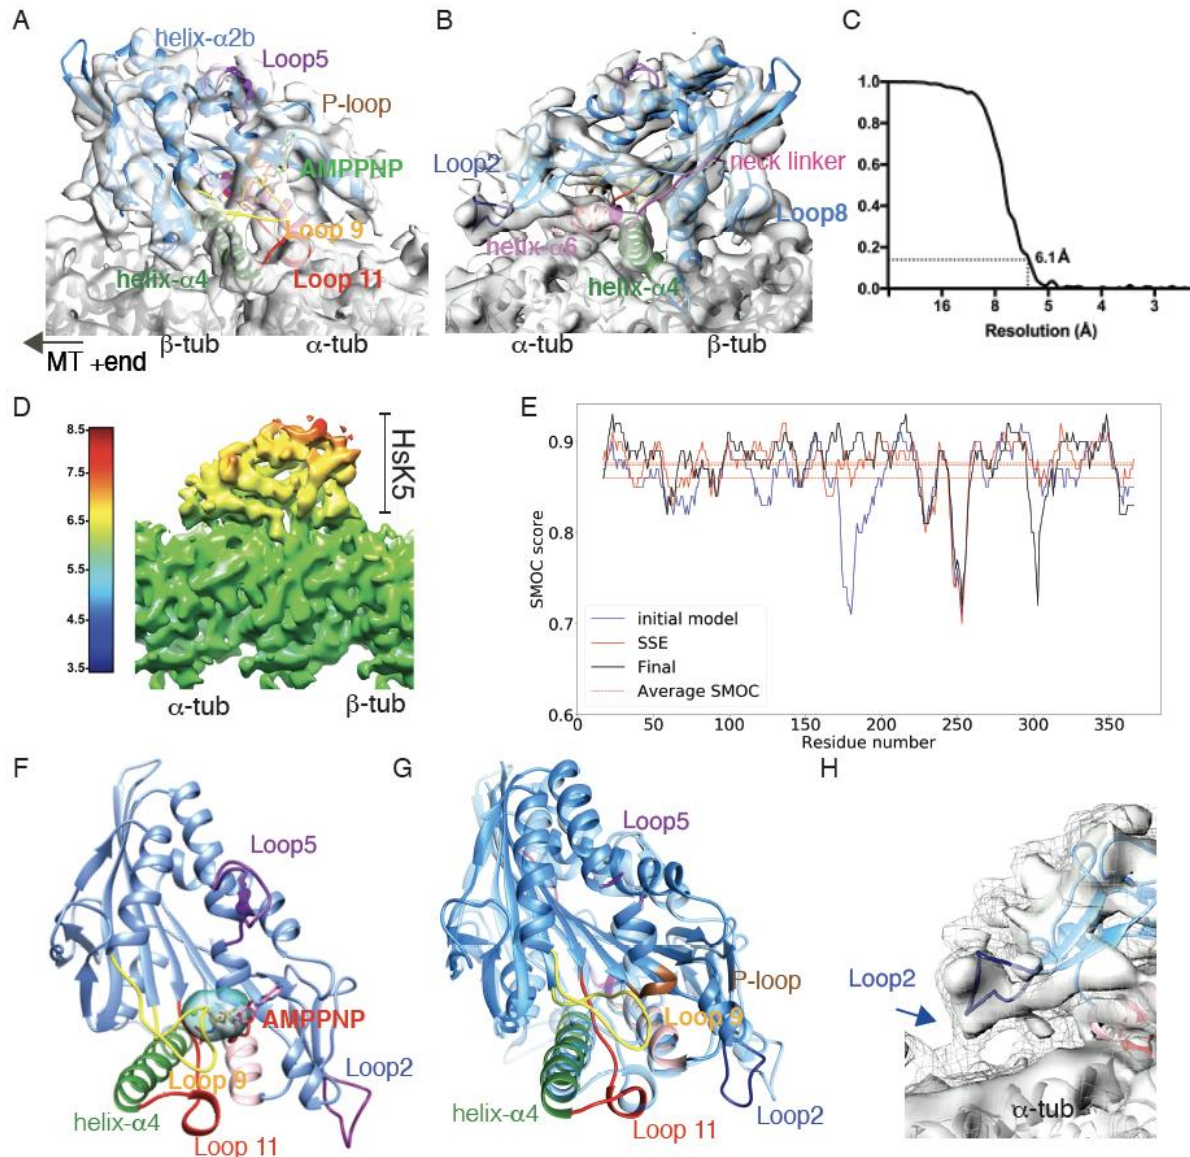 A
helix-α2b
Loop5
P-loop
AMPPNP
Loop 9
helix-α4
Loop 11
β-tub
α-tub
MT +end
B
Loop2
neck linker
Loop8
helix-α6
helix-α4
α-tub
β-tub
C
1.0
0.8
0.6
0.4
0.2
0.0
6.1Å
16 8 5 4 3
Resolution (Å)
D
8.5
7.5
6.5
5.5
4.5
3.5
HsK5
α-tub
β-tub
E
SMOC score
0.9
0.8
0.7
0.6
initial model
SSE
Final
Average SMOC
0 50 100 150 200 250 300 350
Residue number
F
Loop5
AMPPNP
Loop 9
Loop2
helix-α4
Loop 11
G
Loop5
P-loop
Loop 9
helix-α4
Loop2
Loop 11
H
Loop2
α-tub